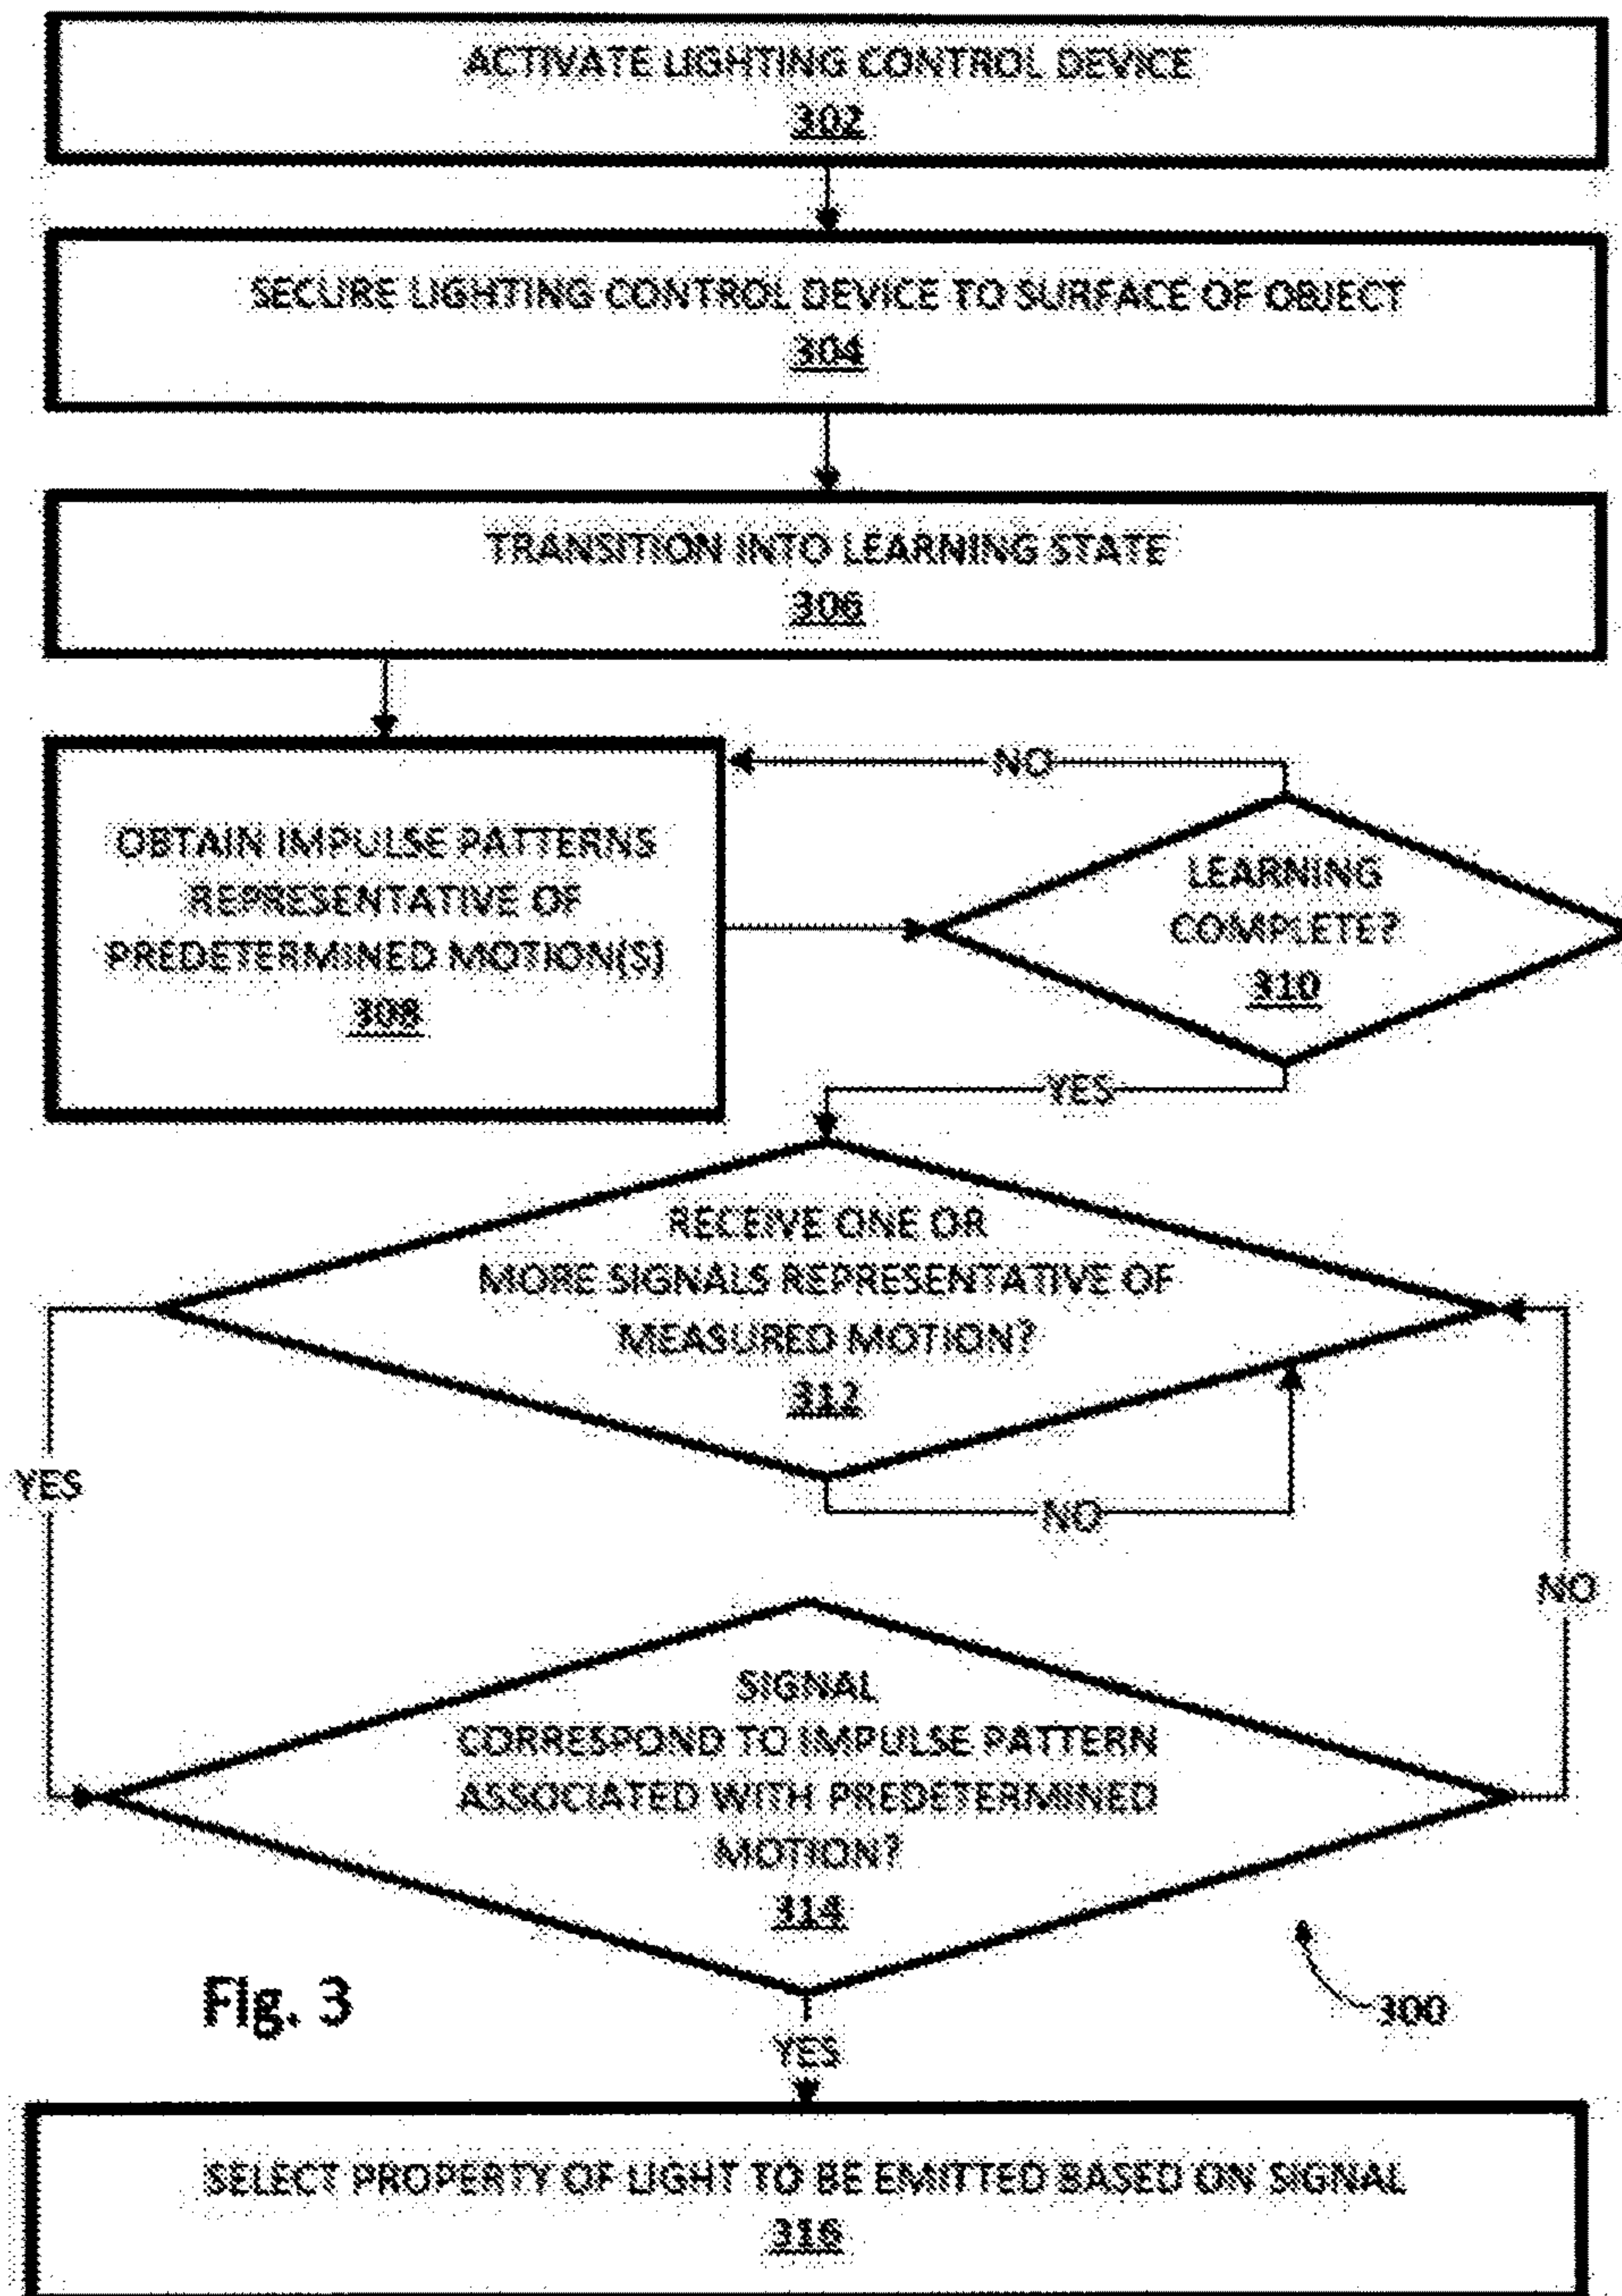 ACTIVATE LIGHTING CONTROL DEVICE
302
SECURE LIGHTING CONTROL DEVICE TO SURFACE OF OBJECT
304
TRANSITION INTO LEARNING STATE
306
NO
OBTAIN IMPULSE PATTERNS
REPRESENTATIVE OF
PREDETERMINED MOTION(S)
308
LEARNING
COMPLETE?
310
YES
RECEIVE ONE OR
MORE SIGNALS REPRESENTATIVE OF
MEASURED MOTION?
312
YES
NO
NO
SIGNAL
CORRESPOND TO IMPULSE PATTERN
ASSOCIATED WITH PREDETERMINED
MOTION?
314
Fig. 3
300
YES
SELECT PROPERTY OF LIGHT TO BE EMITTED BASED ON SIGNAL
316